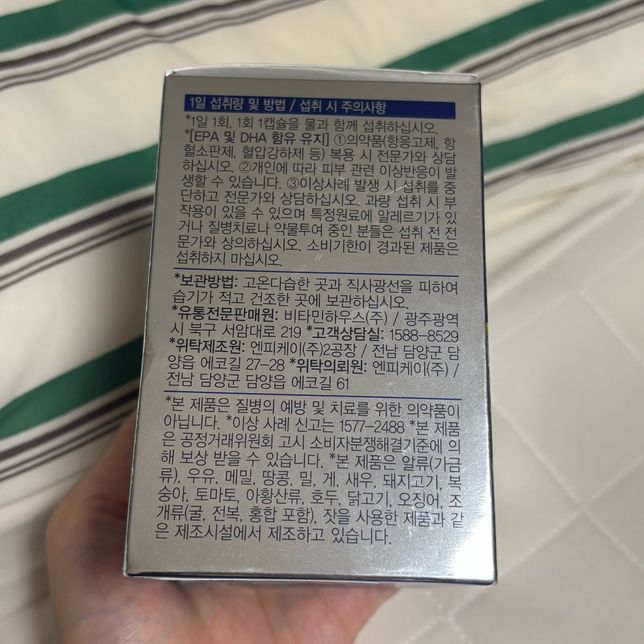 1일 섭취량 및 방법 / 섭취 시 주의사항
*1일 1회, 1회 1캡슐을 물과 함께 섭취하십시오.
*[EPA 및 DHA 함유 유지] ①의약품(항응고제, 항
혈소판제, 혈압강하제 등) 복용 시 전문가와 상담
하십시오. ②개인에 따라 피부 관련 이상반응이 발
생할 수 있습니다. ③이상사례 발생 시 섭취를 중
단하고 전문가와 상담하십시오. 과량 섭취 시 부
작용이 있을 수 있으며 특정원료에 알레르기가 있
거나 질병치료나 약물투여 중인 분들은 섭취 전 전
문가와 상의하십시오. 소비기한이 경과된 제품은
섭취하지 마십시오.
*보관방법: 고온다습한 곳과 직사광선을 피하여
습기가 적고 건조한 곳에 보관하십시오.
*유통전문판매원: 비타민하우스(주) / 광주광역
시 북구 서암대로 219 *고객상담실: 1588-8529
*위탁제조원: 엔피케이(주)2공장 / 전남 담양군 담
양읍 에코길 27-28 *위탁의뢰원: 엔피케이(주) /
전남 담양군 담양읍 에코길 61
*본 제품은 질병의 예방 및 치료를 위한 의약품이
아닙니다. *이상 사례 신고는 1577-2488 *본 제품
은 공정거래위원회 고시 소비자분쟁해결기준에 의
해 보상 받을 수 있습니다. *본 제품은 알류(가금
류), 우유, 메밀, 땅콩, 밀, 게, 새우, 돼지고기, 복
숭아, 토마토, 아황산류, 호두, 닭고기, 오징어, 조
개류(굴, 전복, 홍합 포함), 잣을 사용한 제품과 같
은 제조시설에서 제조하고 있습니다.